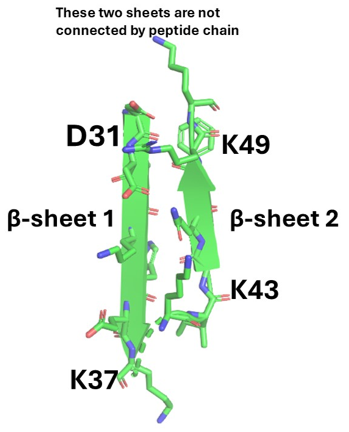 These two sheets are not
connected by peptide chain
D31
K49
β-sheet 1
β-sheet 2
K43
K37